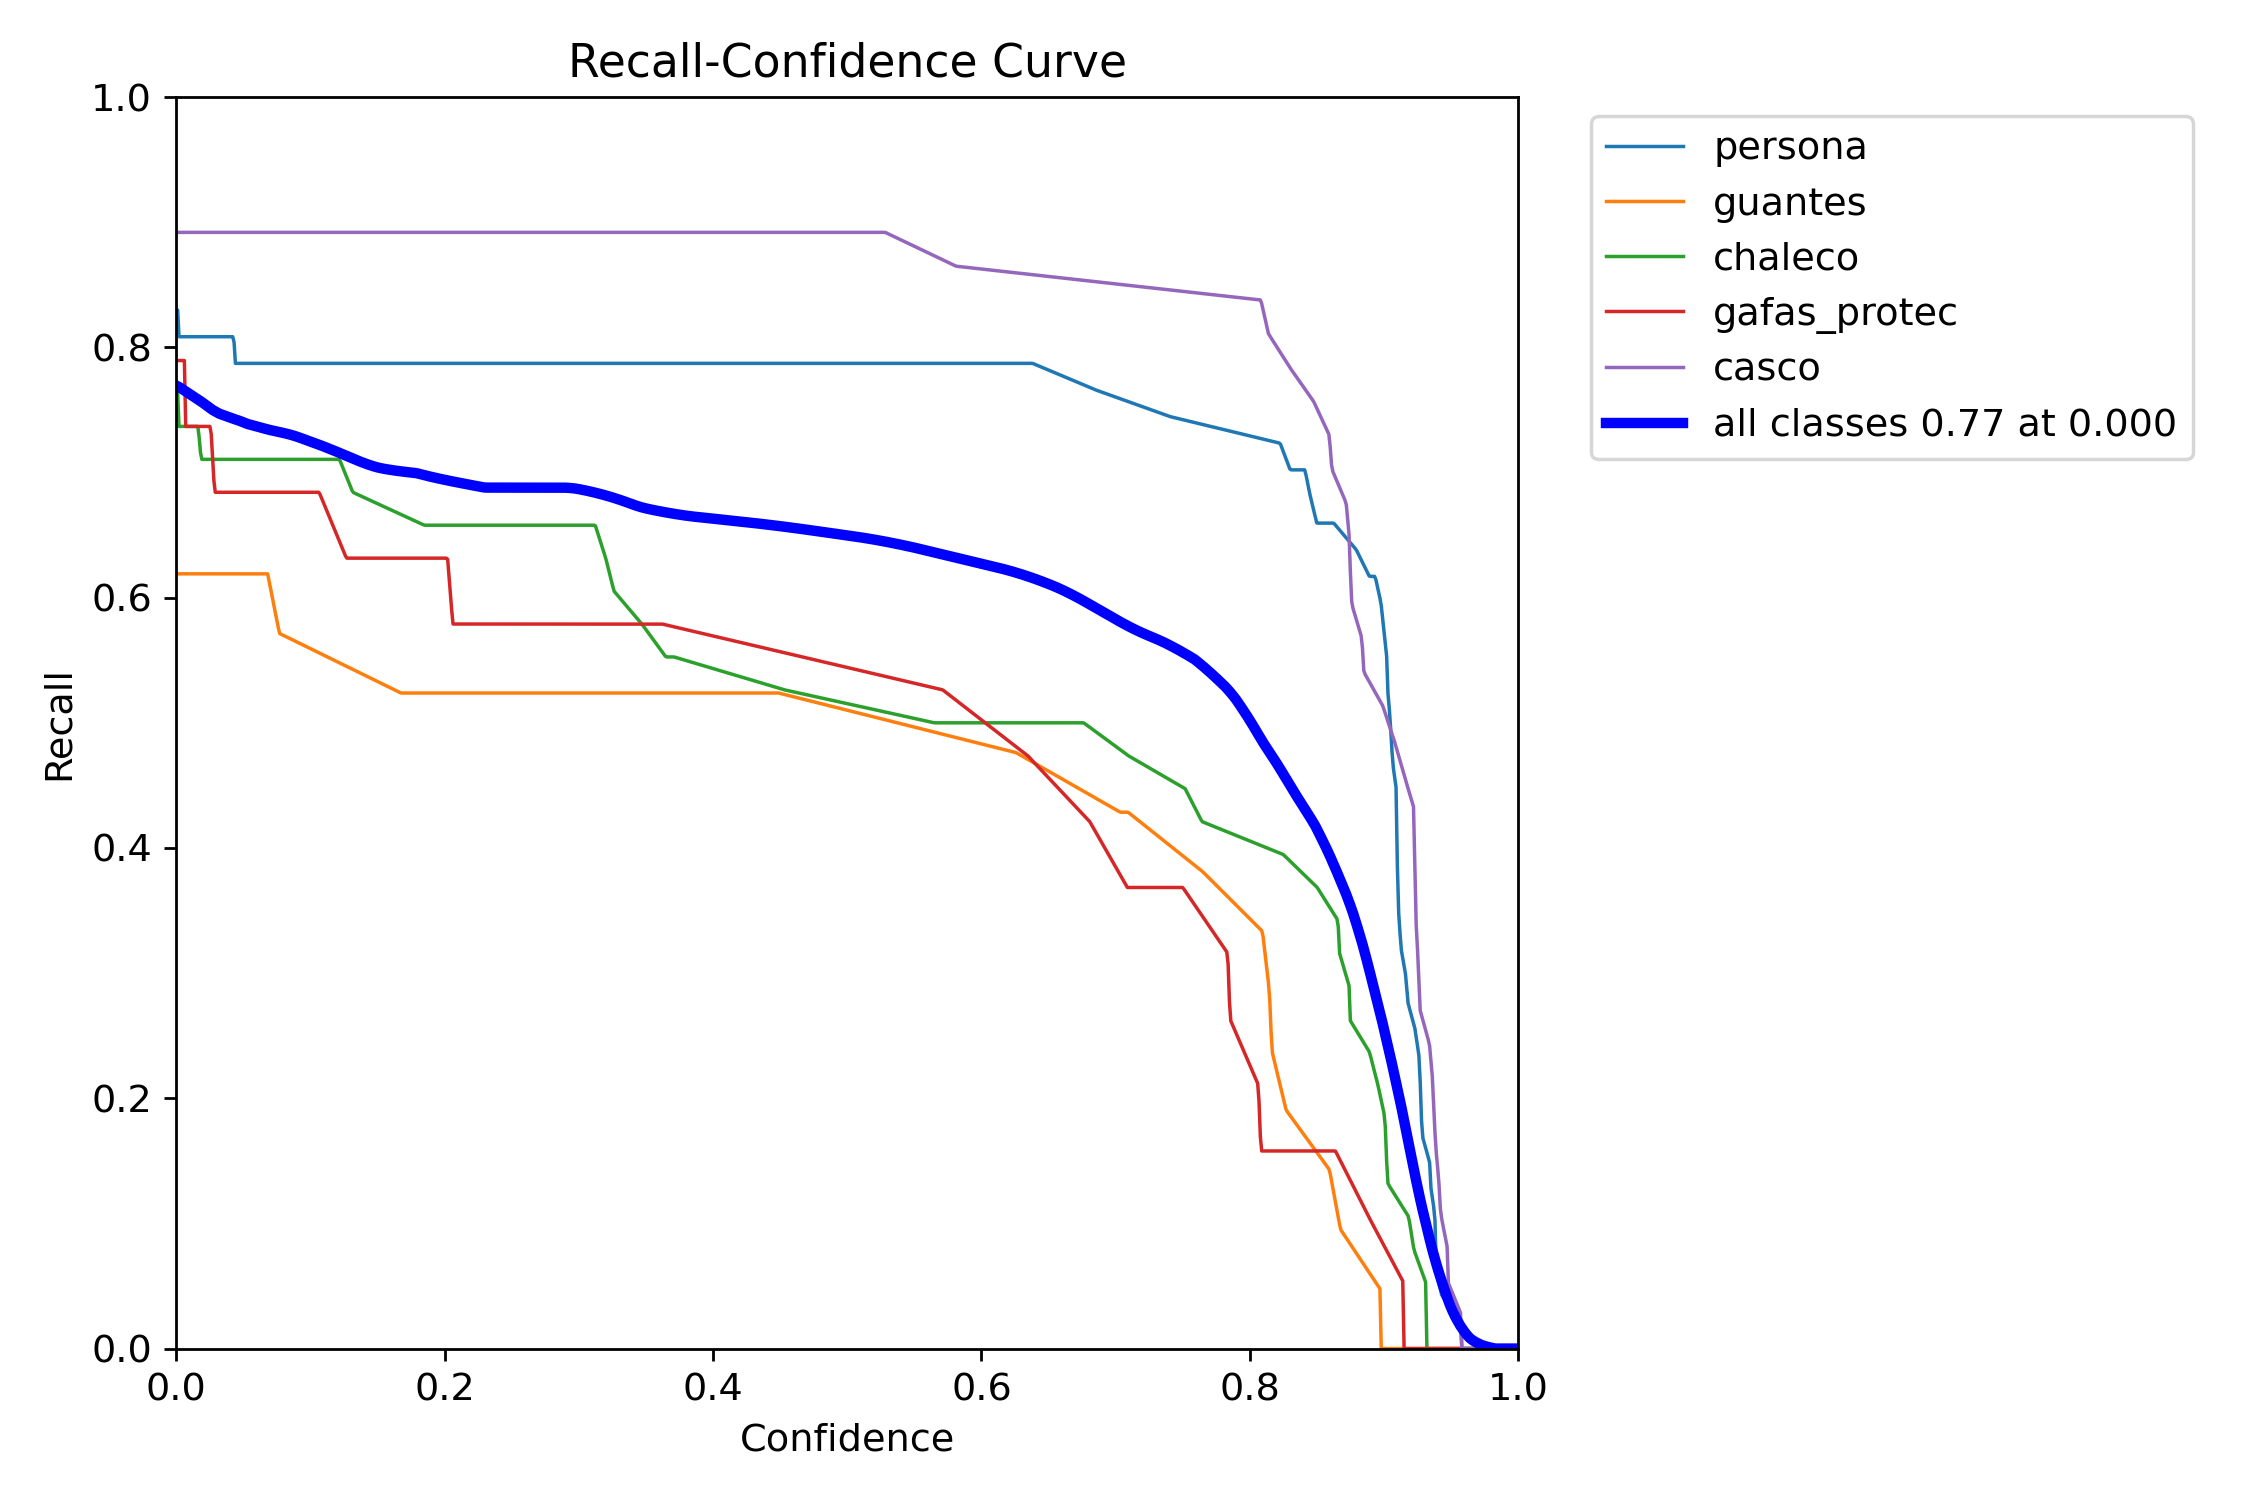 Recall-Confidence Curve
1.0
0.8
0.6
0.4
0.2
0.0
Recall
0.0 0.2 0.4 0.6 0.8 1.0
Confidence
persona
guantes
chaleco
gafas_protec
casco
all classes 0.77 at 0.000